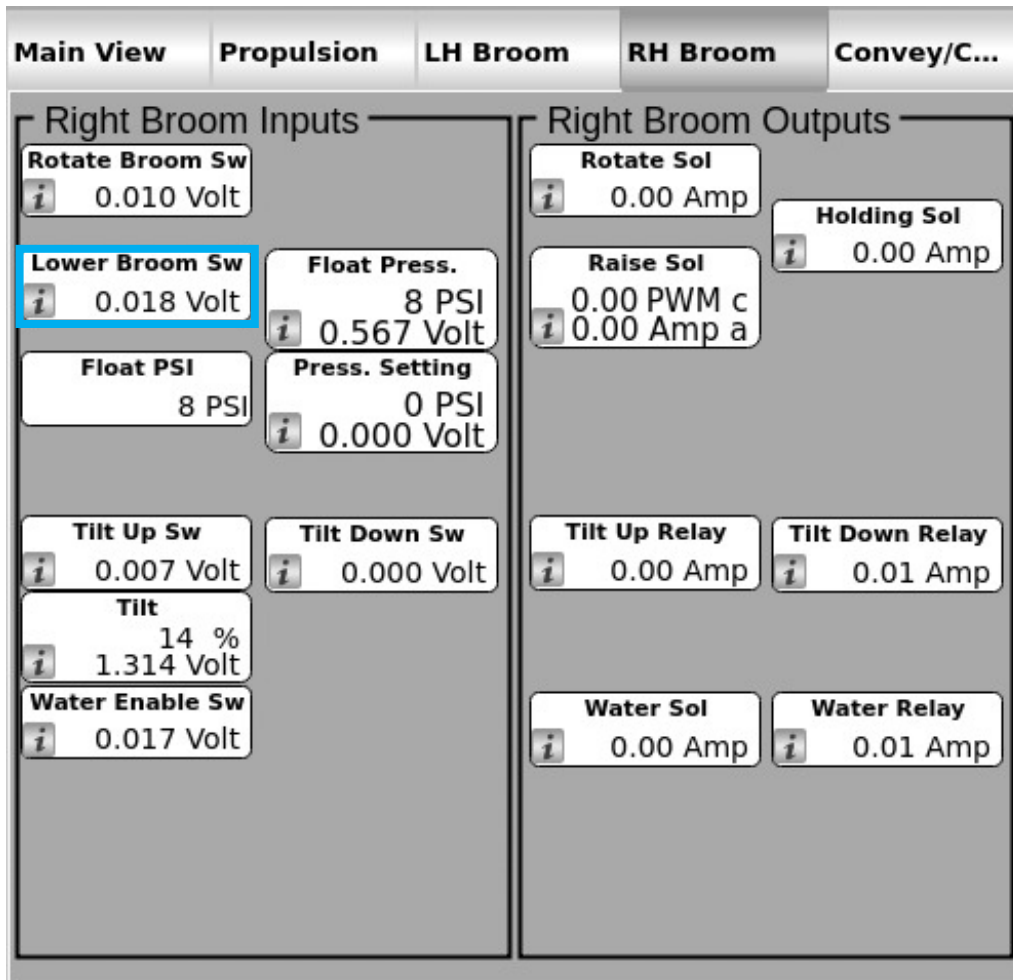 Main View Propulsion LH Broom RH Broom Convey/C...
Right Broom Inputs
Rotate Broom Sw
i 0.010 Volt
Lower Broom Sw
i 0.018 Volt
Float Press.
8 PSI
i 0.567 Volt
Float PSI
8 PSI
Press. Setting
0 PSI
i 0.000 Volt
Tilt Up Sw
i 0.007 Volt
Tilt Down Sw
i 0.000 Volt
Tilt
14 %
i 1.314 Volt
Water Enable Sw
i 0.017 Volt
Right Broom Outputs
Rotate Sol
i 0.00 Amp
Holding Sol
i 0.00 Amp
Raise Sol
0.00 PWM c
i 0.00 Amp a
Tilt Up Relay
i 0.00 Amp
Tilt Down Relay
i 0.01 Amp
Water Sol
i 0.00 Amp
Water Relay
i 0.01 Amp